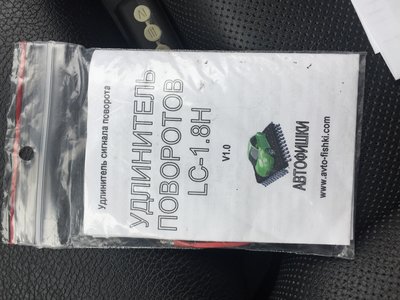 Удлинитель сигнала поворота
УДЛИНИТЕЛЬ
ПОВОРОТОВ
LC-1.8H
V1.0
АВТОФИШКИ
www.avto-fishki.com